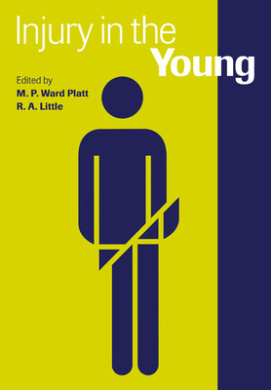 Injury in the
Young
Edited by
M. P. Ward Platt
R. A. Little